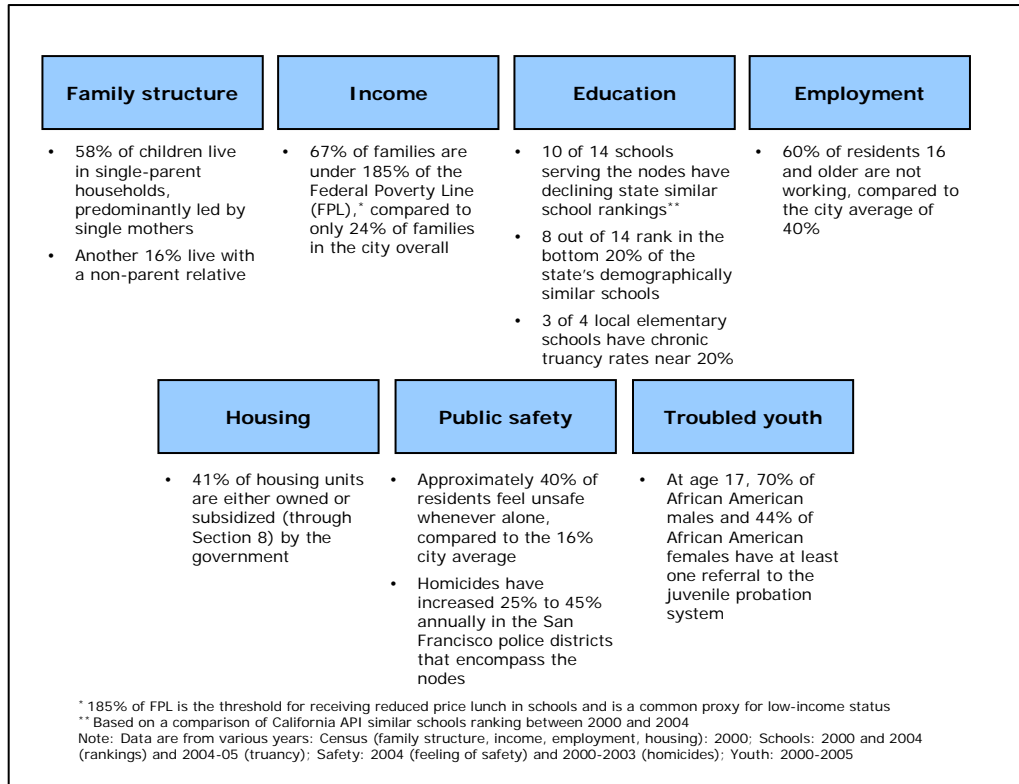 Family structure
Income
Education
Employment
• 58% of children live
in single-parent
households,
predominantly led by
single mothers
• Another 16% live with
a non-parent relative
• 67% of families are
under 185% of the
Federal Poverty Line
(FPL),* compared to
only 24% of families
in the city overall
• 10 of 14 schools
serving the nodes have
declining state similar
school rankings**
• 8 out of 14 rank in the
bottom 20% of the
state's demographically
similar schools
• 3 of 4 local elementary
schools have chronic
truancy rates near 20%
• 60% of residents 16
and older are not
working, compared to
the city average of
40%
Housing
Public safety
Troubled youth
• 41% of housing units
are either owned or
subsidized (through
Section 8) by the
government
• Approximately 40% of
residents feel unsafe
whenever alone,
compared to the 16%
city average
• Homicides have
increased 25% to 45%
annually in the San
Francisco police districts
that encompass the
nodes
• At age 17, 70% of
African American
males and 44% of
African American
females have at least
one referral to the
juvenile probation
system
* 185% of FPL is the threshold for receiving reduced price lunch in schools and is a common proxy for low-income status
** Based on a comparison of California API similar schools ranking between 2000 and 2004
Note: Data are from various years: Census (family structure, income, employment, housing): 2000; Schools: 2000 and 2004
(rankings) and 2004-05 (truancy); Safety: 2004 (feeling of safety) and 2000-2003 (homicides); Youth: 2000-2005